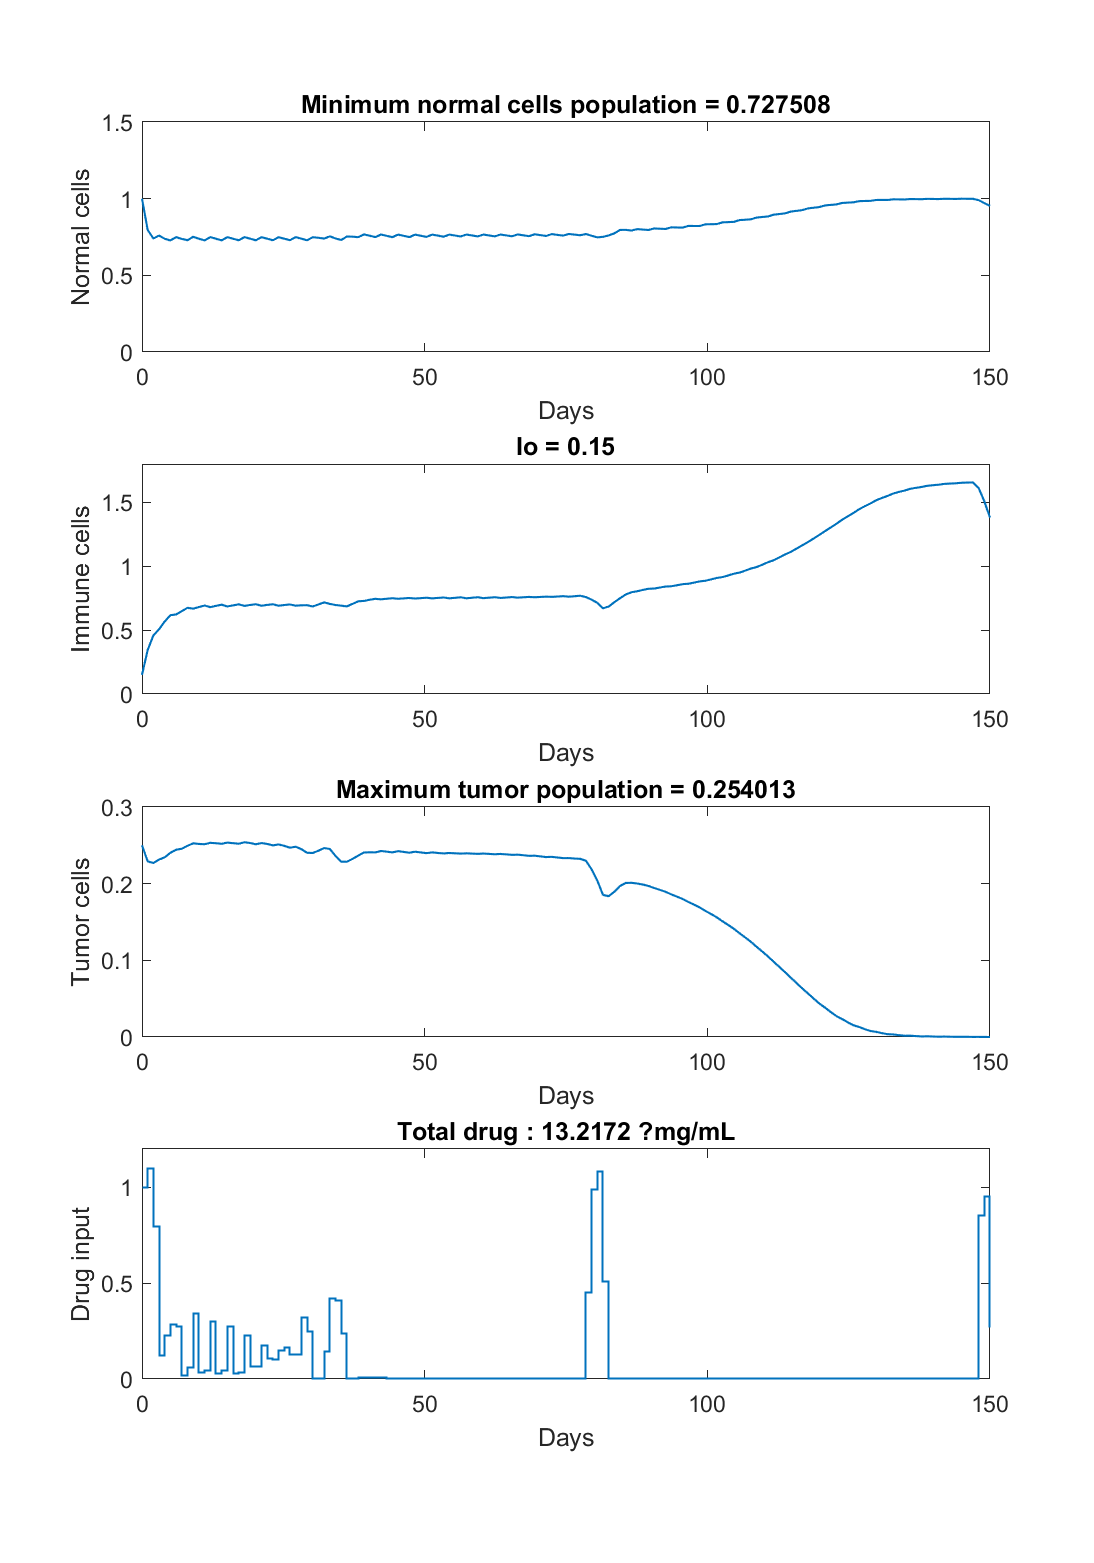 Minimum normal cells population = 0.727508
1.5
1
0.5
0
Normal cells
0 50 100 150
Days
Io = 0.15
1.5
1
0.5
0
Immune cells
0 50 100 150
Days
Maximum tumor population = 0.254013
0.3
0.2
0.1
0
Tumor cells
0 50 100 150
Days
Total drug : 13.2172 ?mg/mL
1
0.5
0
Drug input
0 50 100 150
Days